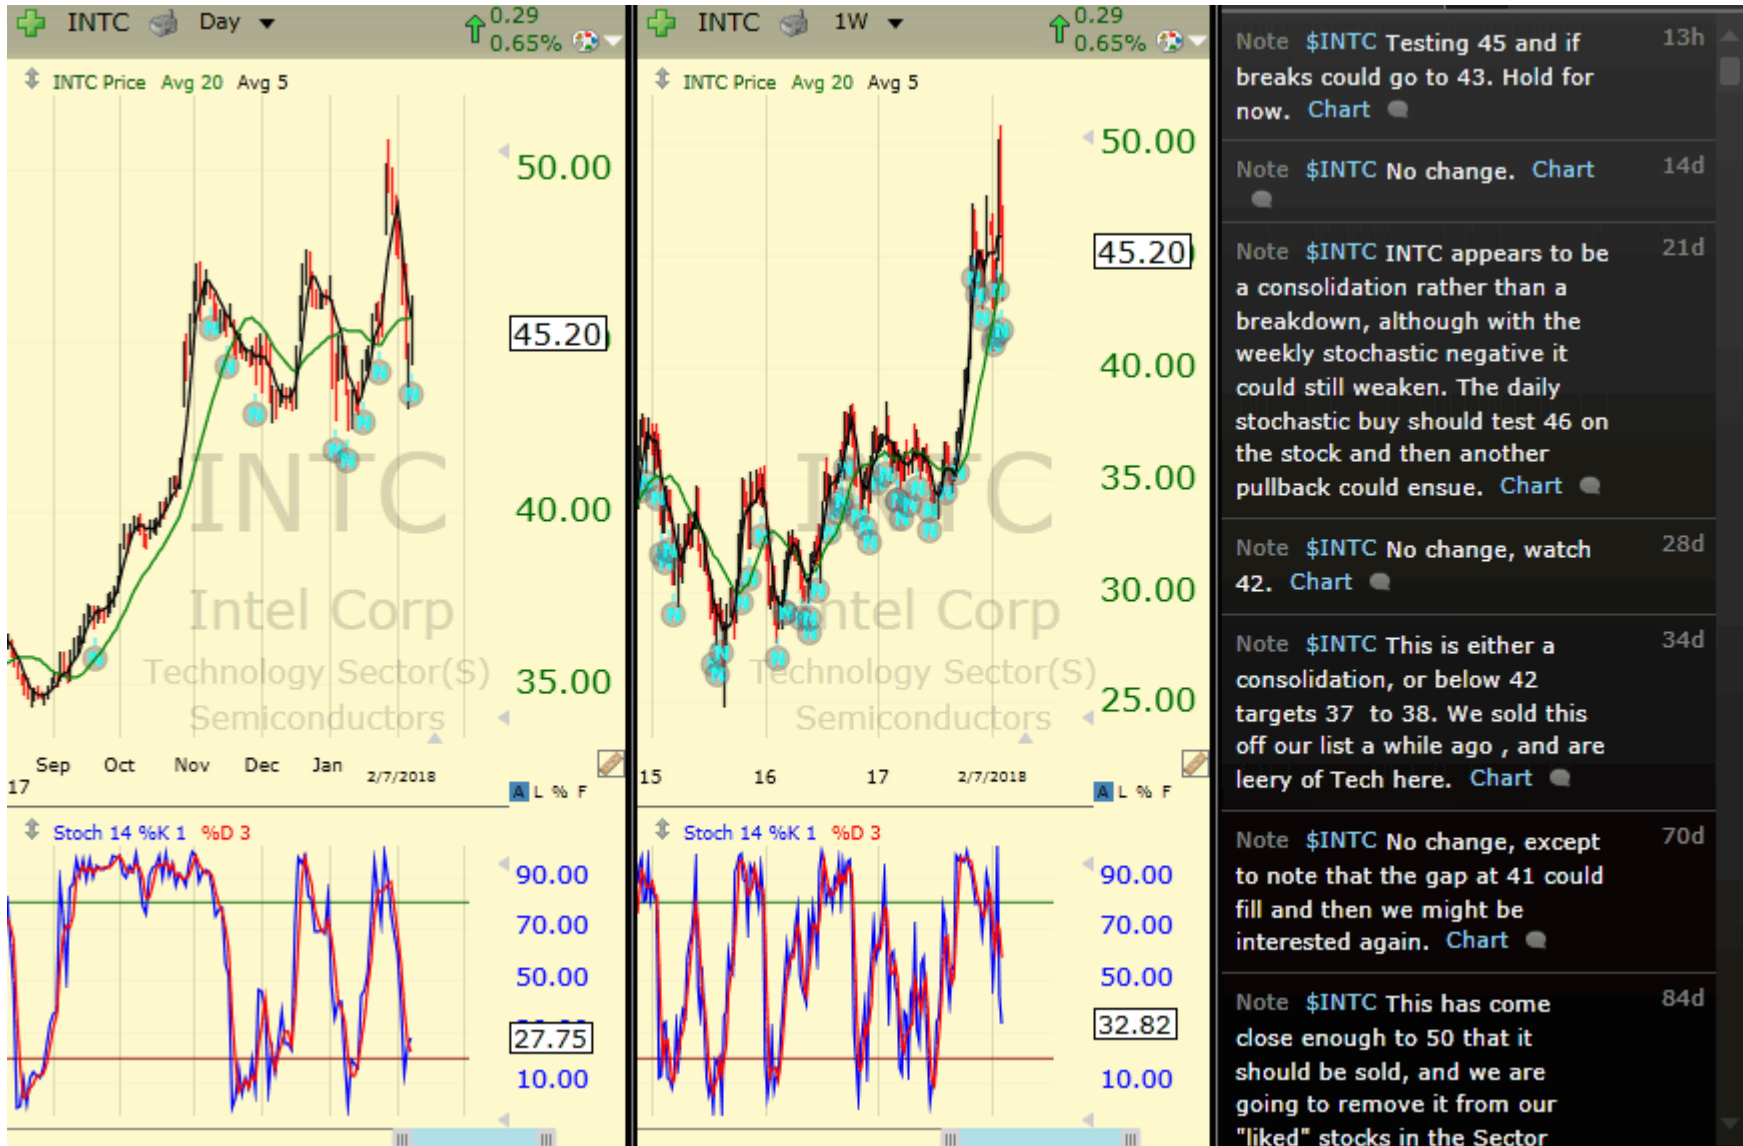 INTC Day
0.29
0.65%
INTC Price Avg 20 Avg 5
50.00
45.20
40.00
35.00
INTC
Intel Corp
Technology Sector(S)
Semiconductors
N N N N N N N N N
Sep Oct Nov Dec Jan 2/7/2018
17
A L % F
Stoch 14 %K 1 %D 3
90.00
70.00
50.00
27.75
10.00
INTC 1W
0.29
0.65%
INTC Price Avg 20 Avg 5
50.00
45.20
40.00
35.00
30.00
25.00
INTC
Intel Corp
Technology Sector(S)
Semiconductors
15 16 17 2/7/2018
A L % F
Stoch 14 %K 1 %D 3
90.00
70.00
50.00
32.82
10.00
Note $INTC Testing 45 and if 13h
breaks could go to 43. Hold for
now. Chart
Note $INTC No change. Chart 14d
Note $INTC INTC appears to be 21d
a consolidation rather than a
breakdown, although with the
weekly stochastic negative it
could still weaken. The daily
stochastic buy should test 46 on
the stock and then another
pullback could ensue. Chart
Note $INTC No change, watch 28d
42. Chart
Note $INTC This is either a 34d
consolidation, or below 42
targets 37 to 38. We sold this
off our list a while ago , and are
leery of Tech here. Chart
Note $INTC No change, except 70d
to note that the gap at 41 could
fill and then we might be
interested again. Chart
Note $INTC This has come 84d
close enough to 50 that it
should be sold, and we are
going to remove it from our
"liked" stocks in the Sector